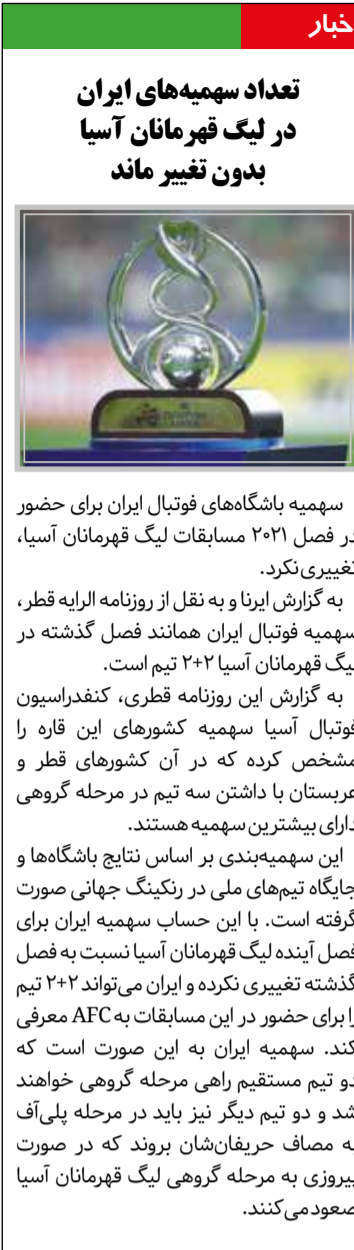 خبار
تعداد سهمیه‌های ایران
در لیگ قهرمانان آسیا
بدون تغییر ماند
سهمیه باشگاه‌های فوتبال ایران برای حضور
در فصل ۲۰۲۱ مسابقات لیگ قهرمانان آسیا،
تغییری نکرد.
به گزارش ایرنا و به نقل از روزنامه الرایه قطر،
سهمیه فوتبال ایران همانند فصل گذشته در
لیگ قهرمانان آسیا ۲+۲ تیم است.
به گزارش این روزنامه قطری، کنفدراسیون
فوتبال آسیا سهمیه کشورهای این قاره را
مشخص کرده که در آن کشورهای قطر و
عربستان با داشتن سه تیم در مرحله گروهی
دارای بیشترین سهمیه هستند.
این سهمیه‌بندی بر اساس نتایج باشگاه‌ها و
جایگاه تیم‌های ملی در رنکینگ جهانی صورت
گرفته است. با این حساب سهمیه ایران برای
فصل آینده لیگ قهرمانان آسیا نسبت به فصل
گذشته تغییری نکرده و ایران می‌تواند ۲+۲ تیم
را برای حضور در این مسابقات به AFC معرفی
کند. سهمیه ایران به این صورت است که
دو تیم مستقیم راهی مرحله گروهی خواهند
شد و دو تیم دیگر نیز باید در مرحله پلی‌آف
به مصاف حریفان‌شان بروند که در صورت
پیروزی به مرحله گروهی لیگ قهرمانان آسیا
صعود می‌کنند.